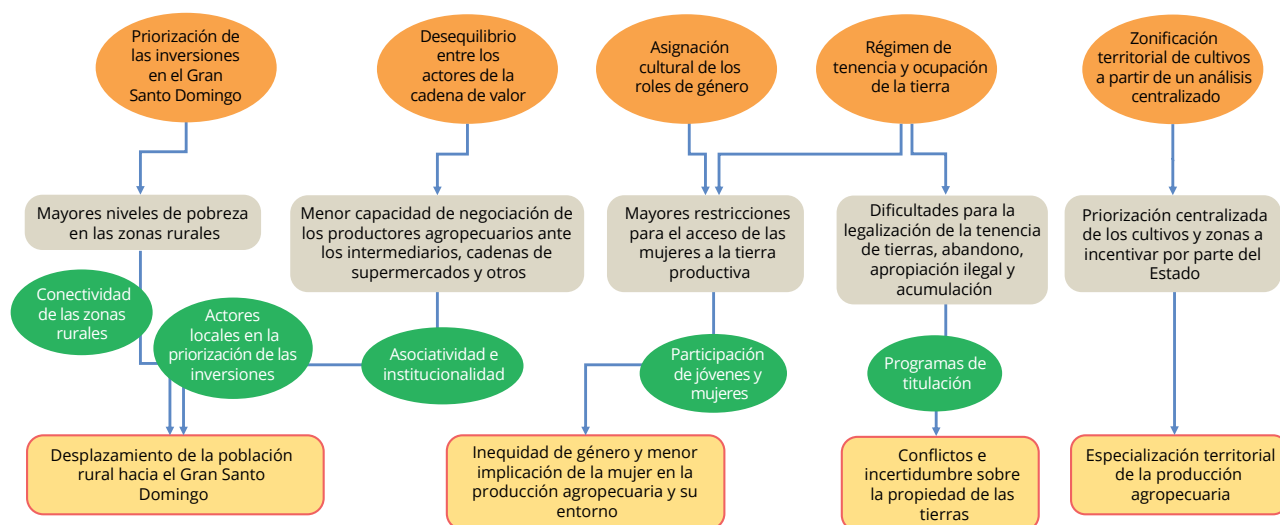 Priorización de
las inversiones
en el Gran
Santo Domingo
Desequilibrio
entre los
actores de la
cadena de valor
Asignación
cultural de los
roles de género
Régimen de
tenencia y ocupación
de la tierra
Zonificación
territorial de cultivos
a partir de un análisis
centralizado
Mayores niveles de pobreza
en las zonas rurales
Menor capacidad de negociación de
los productores agropecuarios ante
los intermediarios, cadenas de
supermercados y otros
Mayores restricciones
para el acceso de las
mujeres a la tierra
productiva
Dificultades para la
legalización de la tenencia
de tierras, abandono,
apropiación ilegal y
acumulación
Priorización centralizada
de los cultivos y zonas a
incentivar por parte del
Estado
Conectividad
de las zonas
rurales
Actores
locales en la
priorización de las
inversiones
Asociatividad e
institucionalidad
Participación
de jóvenes y
mujeres
Programas de
titulación
Desplazamiento de la población
rural hacia el Gran Santo
Domingo
Inequidad de género y menor
implicación de la mujer en la
producción agropecuaria y su
entorno
Conflictos e
incertidumbre sobre
la propiedad de las
tierras
Especialización territorial
de la producción
agropecuaria